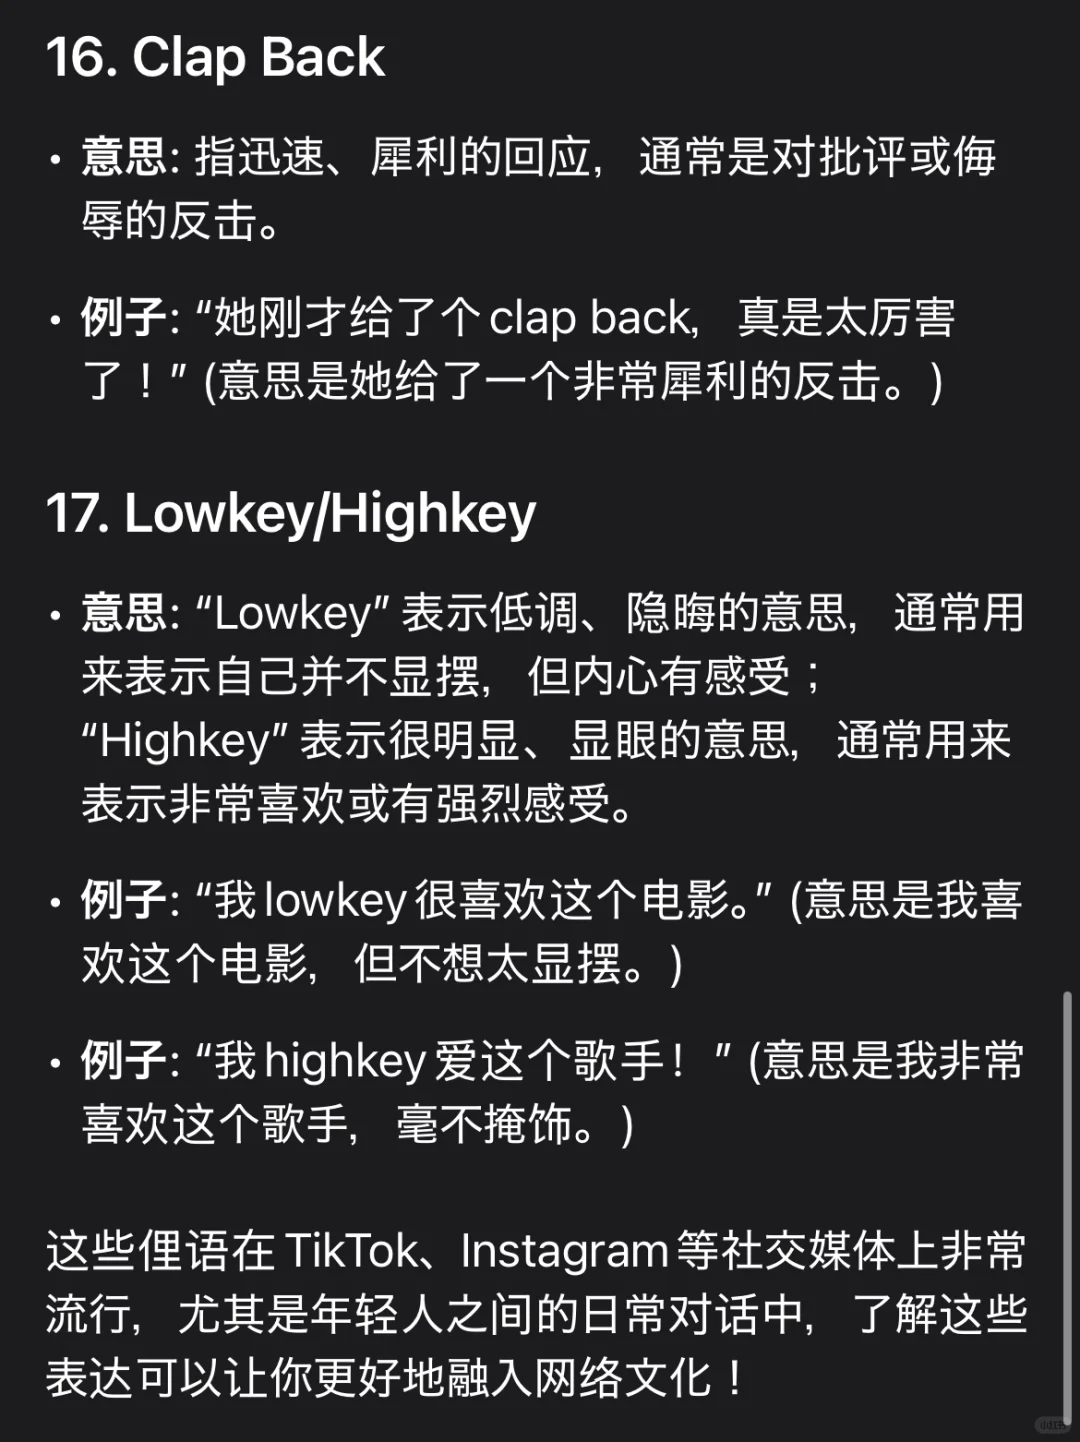 16. Clap Back
• 意思: 指迅速、犀利的回应，通常是对批评或侮
辱的反击。
• 例子: “她刚才给了个 clap back，真是太厉害
了！” (意思是她给了一个非常犀利的反击。)
17. Lowkey/Highkey
• 意思: “Lowkey” 表示低调、隐晦的意思，通常用
来表示自己并不显摆，但内心有感受；
“Highkey” 表示很明显、显眼的意思，通常用来
表示非常喜欢或有强烈感受。
• 例子: “我 lowkey 很喜欢这个电影。” (意思是我喜
欢这个电影，但不想太显摆。)
• 例子: “我 highkey 爱这个歌手！” (意思是我非常
喜欢这个歌手，毫不掩饰。)
这些俚语在 TikTok、Instagram 等社交媒体上非常
流行，尤其是年轻人之间的日常对话中，了解这些
表达可以让你更好地融入网络文化！